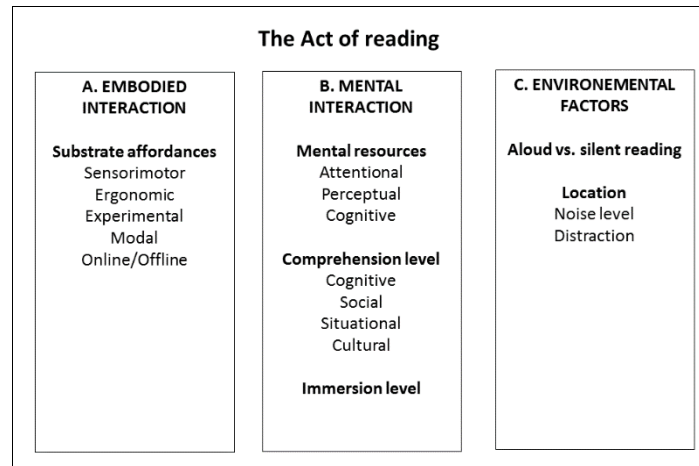 The Act of reading
A. EMBODIED
INTERACTION
Substrate affordances
Sensorimotor
Ergonomic
Experimental
Modal
Online/Offline
B. MENTAL
INTERACTION
Mental resources
Attentional
Perceptual
Cognitive
Comprehension level
Cognitive
Social
Situational
Cultural
Immersion level
C. ENVIRONEMENTAL
FACTORS
Aloud vs. silent reading
Location
Noise level
Distraction